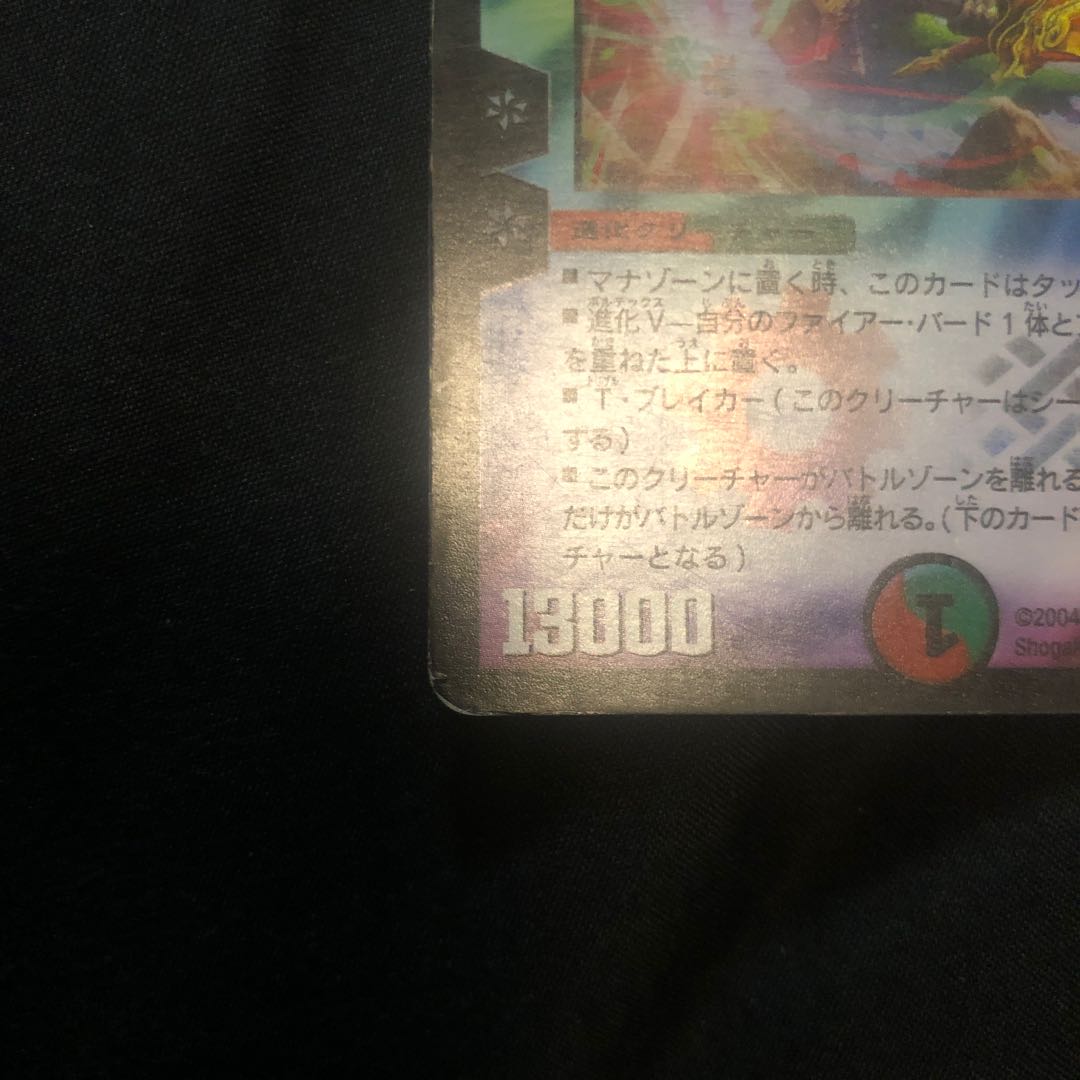 進化クリーチャー
マナゾーンに置く時、このカードはタッ
進化V－自分のファイアー・バード1体と
を重ねた上に置く。
T・ブレイカー(このクリーチャーはシー
する)
このクリーチャーがバトルゾーンを離れる
だけがバトルゾーンから離れる。(下のカード
チャーとなる)
13000
1
©2004
Shogak